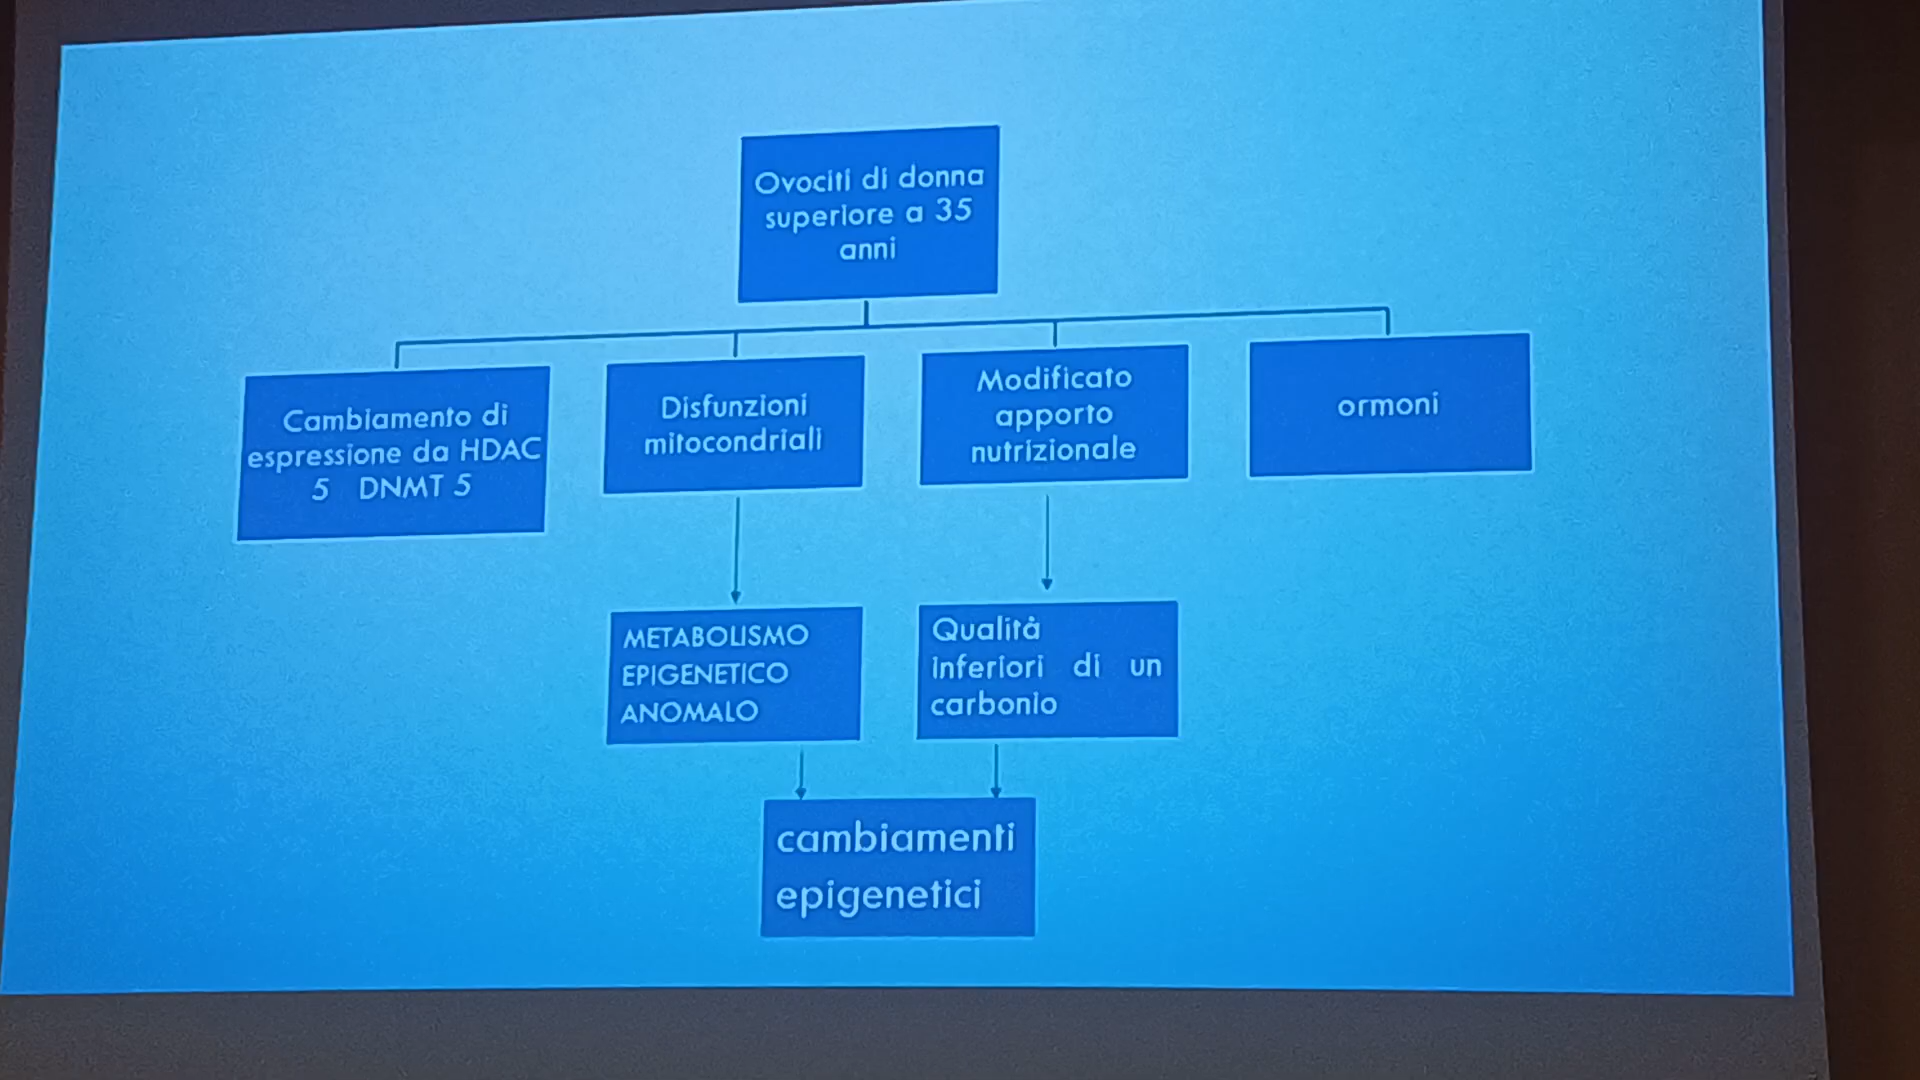 Ovociti di donna
superiore a 35
anni
Cambiamento di
espressione da HDAC
5 DNMT 5
Disfunzioni
mitocondriali
Modificato
apporto
nutrizionale
ormoni
METABOLISMO
EPIGENETICO
ANOMALO
Qualità
inferiori di un
carbonio
cambiamenti
epigenetici